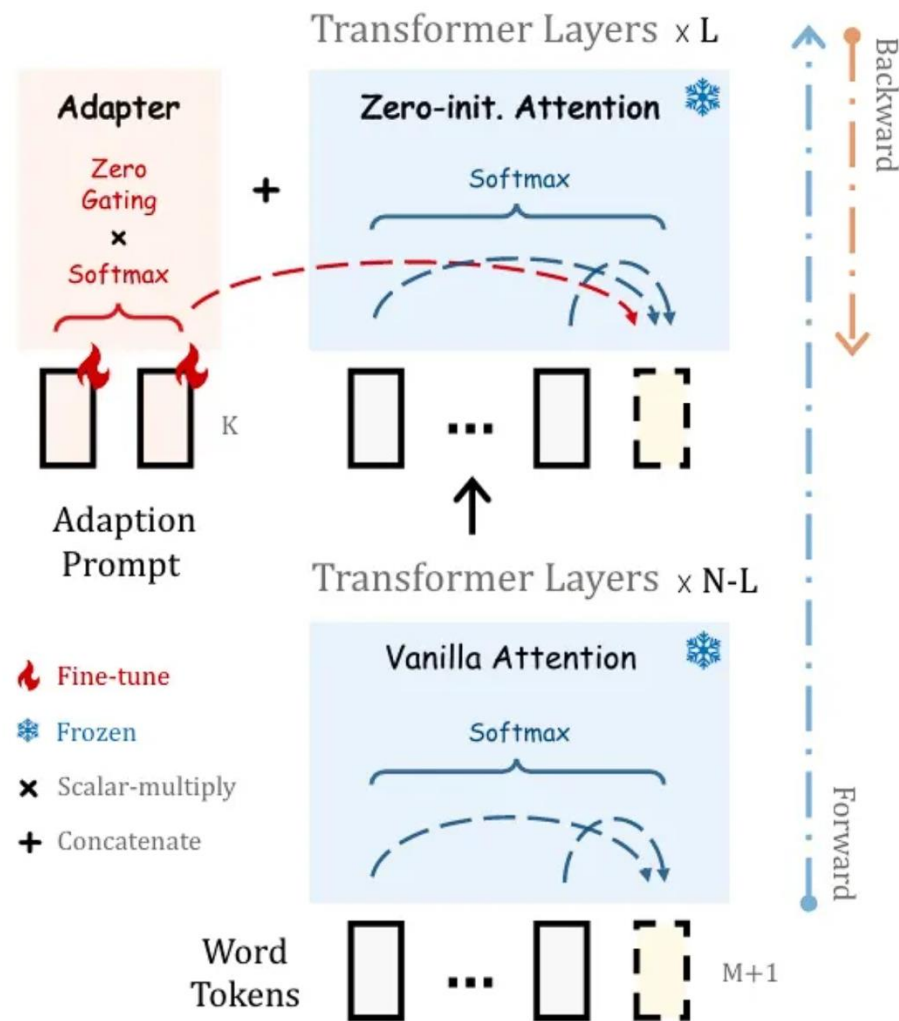 Transformer Layers x L
Adapter
Zero
Gating
×
Softmax
+
Zero-init. Attention
Softmax
Backward
K
...
Adaption
Prompt
Transformer Layers x N-L
Vanilla Attention
Softmax
Fine-tune
Frozen
× Scalar-multiply
+ Concatenate
Forward
Word
Tokens
...
M+1